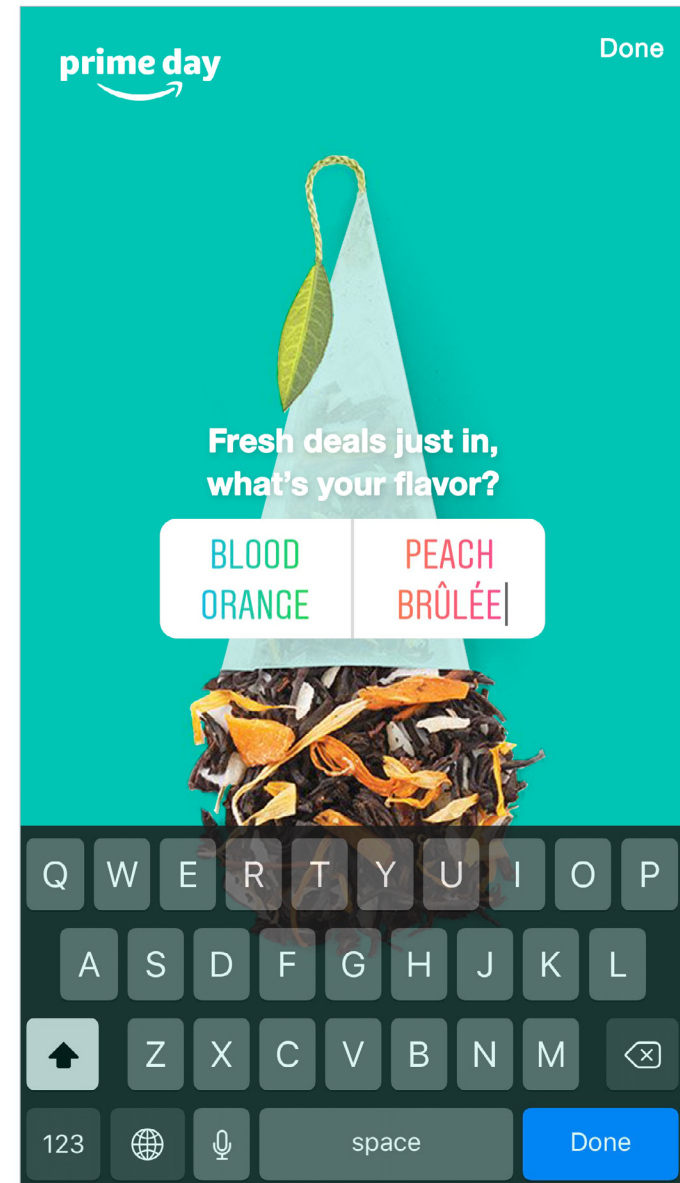 prime day
Done
Fresh deals just in,
what's your flavor?
BLOOD
ORANGE
PEACH
BRÛLÉE
Q W E R T Y U I O P
A S D F G H J K L
Z X C V B N M
123 space Done